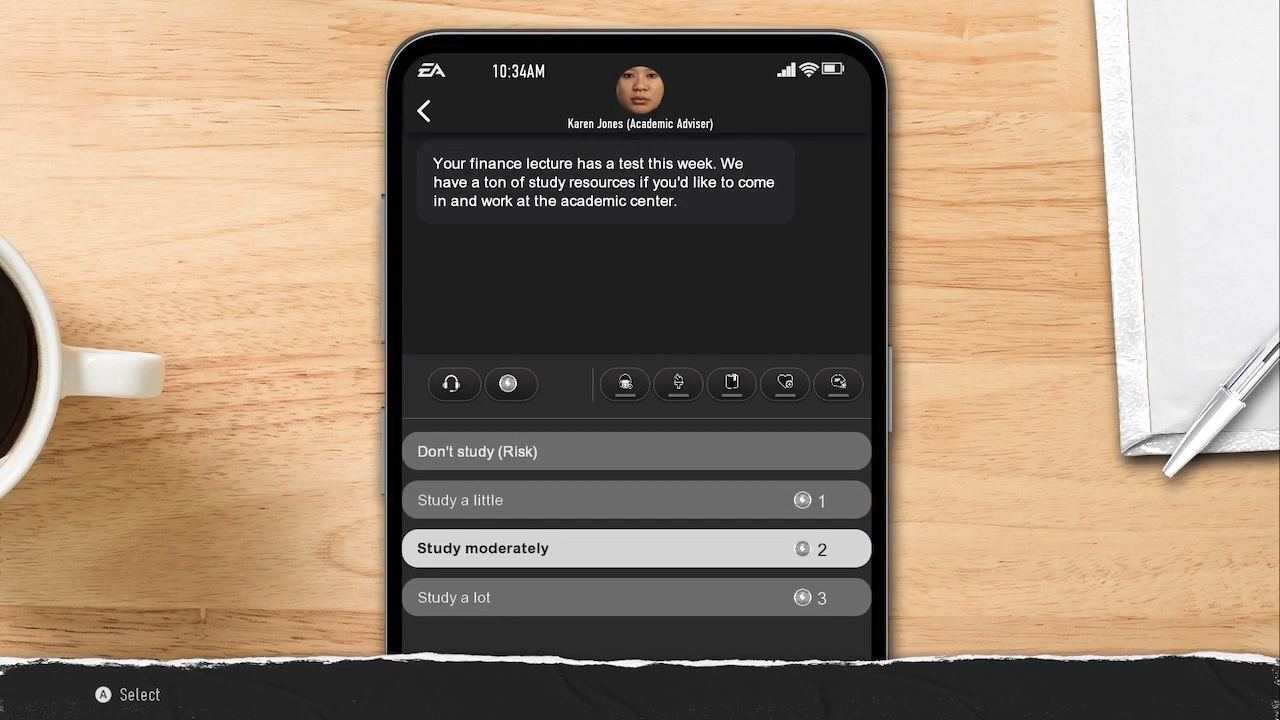 EA
10:34AM
Karen Jones (Academic Adviser)
Your finance lecture has a test this week. We
have a ton of study resources if you'd like to come
in and work at the academic center.
Don't study (Risk)
Study a little 1
Study moderately 2
Study a lot 3
A Select